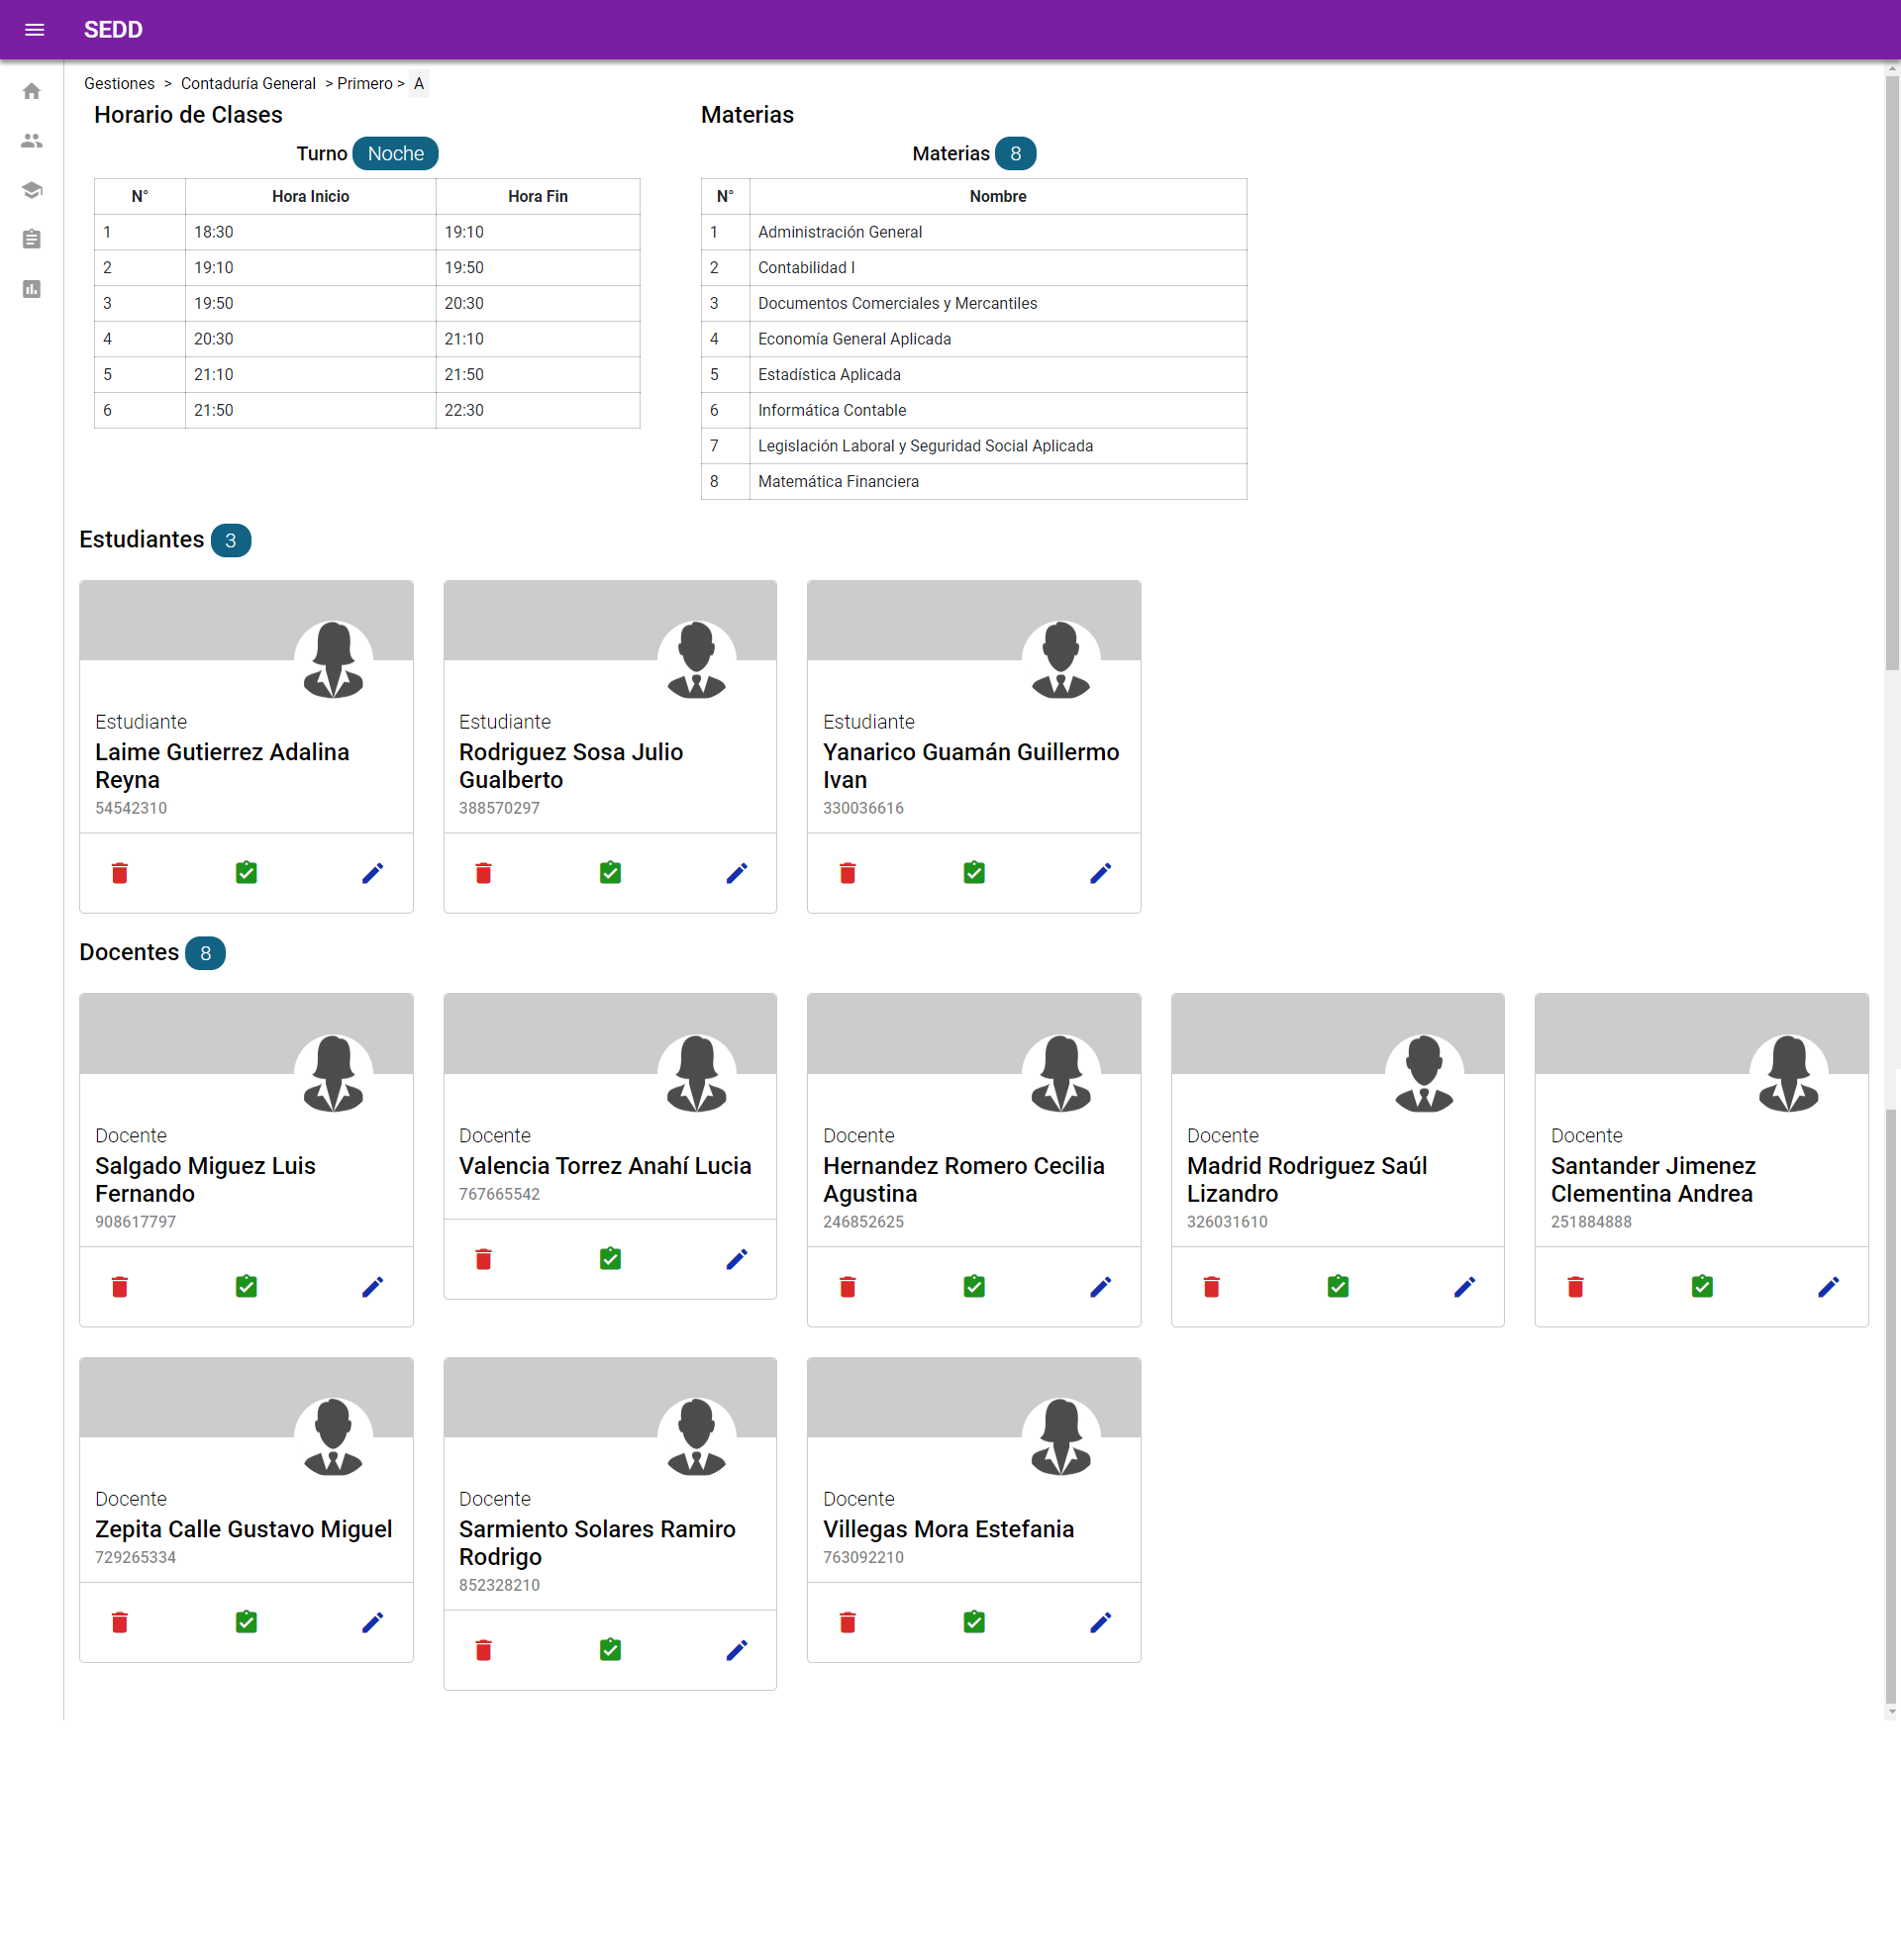 SEDD
Gestiones > Contaduría General > Primero > A
Horario de Clases
Turno Noche
N° Hora Inicio Hora Fin
1 18:30 19:10
2 19:10 19:50
3 19:50 20:30
4 20:30 21:10
5 21:10 21:50
6 21:50 22:30
Materias
Materias 8
N° Nombre
1 Administración General
2 Contabilidad I
3 Documentos Comerciales y Mercantiles
4 Economía General Aplicada
5 Estadística Aplicada
6 Informática Contable
7 Legislación Laboral y Seguridad Social Aplicada
8 Matemática Financiera
Estudiantes 3
Estudiante
Laime Gutierrez Adalina
Reyna
54542310
Estudiante
Rodriguez Sosa Julio
Gualberto
388570297
Estudiante
Yanarico Guamán Guillermo
Ivan
330036616
Docentes 8
Docente
Salgado Miguez Luis
Fernando
908617797
Docente
Valencia Torrez Anahí Lucia
767665542
Docente
Hernandez Romero Cecilia
Agustina
246852625
Docente
Madrid Rodriguez Saúl
Lizandro
326031610
Docente
Santander Jimenez
Clementina Andrea
251884888
Docente
Zepita Calle Gustavo Miguel
729265334
Docente
Sarmiento Solares Ramiro
Rodrigo
852328210
Docente
Villegas Mora Estefania
763092210